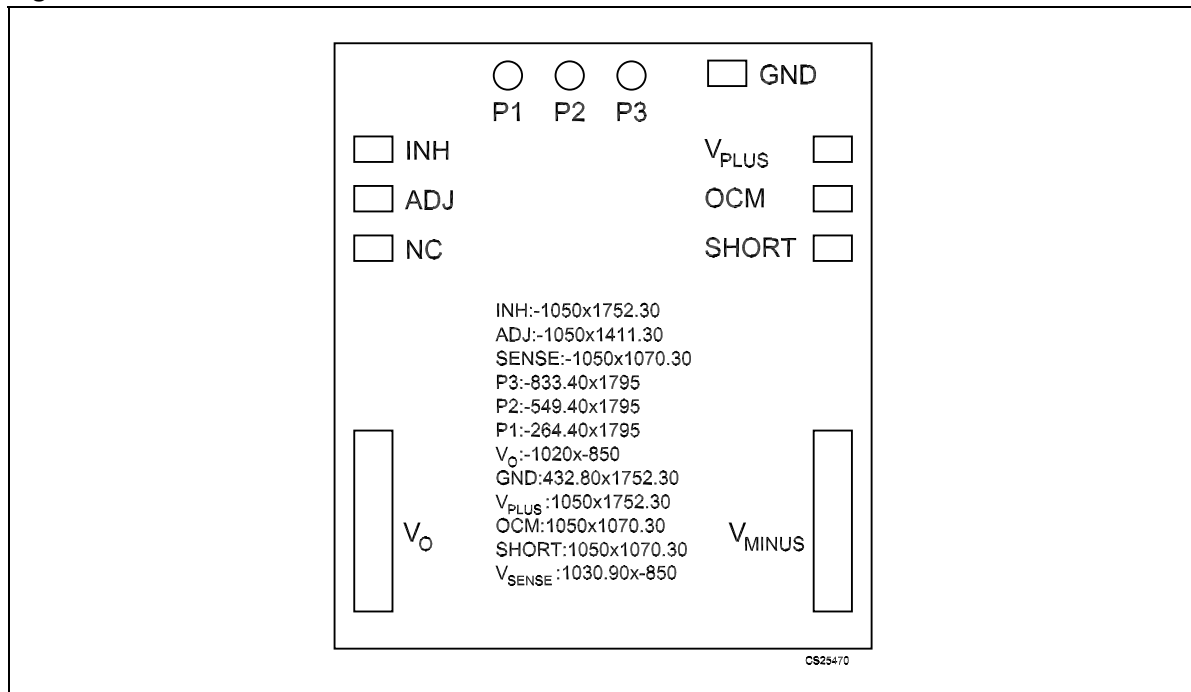 GND
P1 P2 P3
INH VPLUS
ADJ OCM
NC SHORT
INH:-1050x1752.30
ADJ:-1050x1411.30
SENSE:-1050x1070.30
P3:-833.40x1795
P2:-549.40x1795
P1:-264.40x1795
VO:-1020x-850
GND:432.80x1752.30
VPLUS:1050x1752.30
OCM:1050x1070.30
SHORT:1050x1070.30
VSENSE:1030.90x-850
VO VMINUS
CS25470